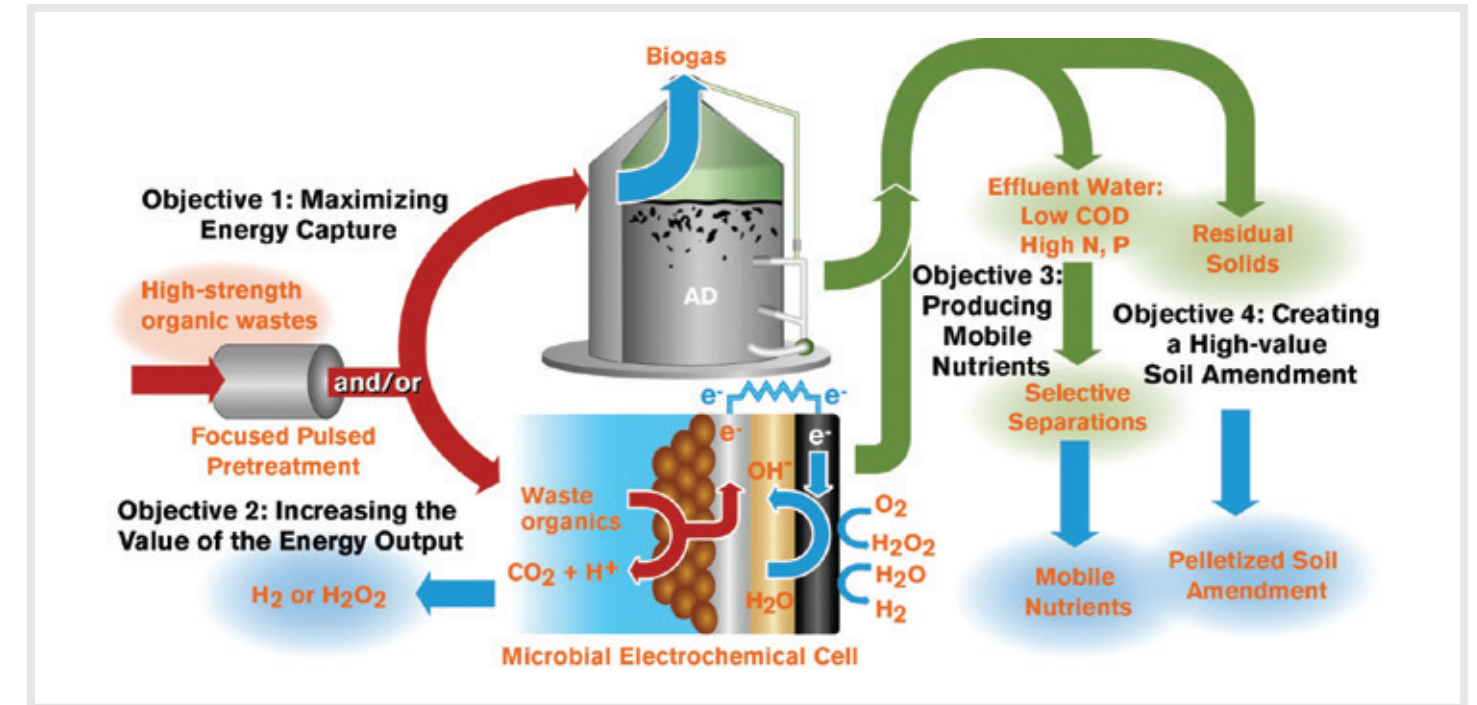 Biogas
Objective 1: Maximizing
Energy Capture
High-strength
organic wastes
and/or
Focused Pulsed
Pretreatment
AD
Objective 2: Increasing the
Value of the Energy Output
H₂ or H₂O₂
e⁻
e⁻
e⁻
e⁻
OH⁻
Waste
organics
CO₂ + H⁺
H₂O
O₂
H₂O₂
H₂O
H₂
Microbial Electrochemical Cell
Effluent Water:
Low COD
High N, P
Residual
Solids
Objective 3:
Producing
Mobile
Nutrients
Objective 4: Creating
a High-value
Soil Amendment
Selective
Separations
Mobile
Nutrients
Pelletized Soil
Amendment